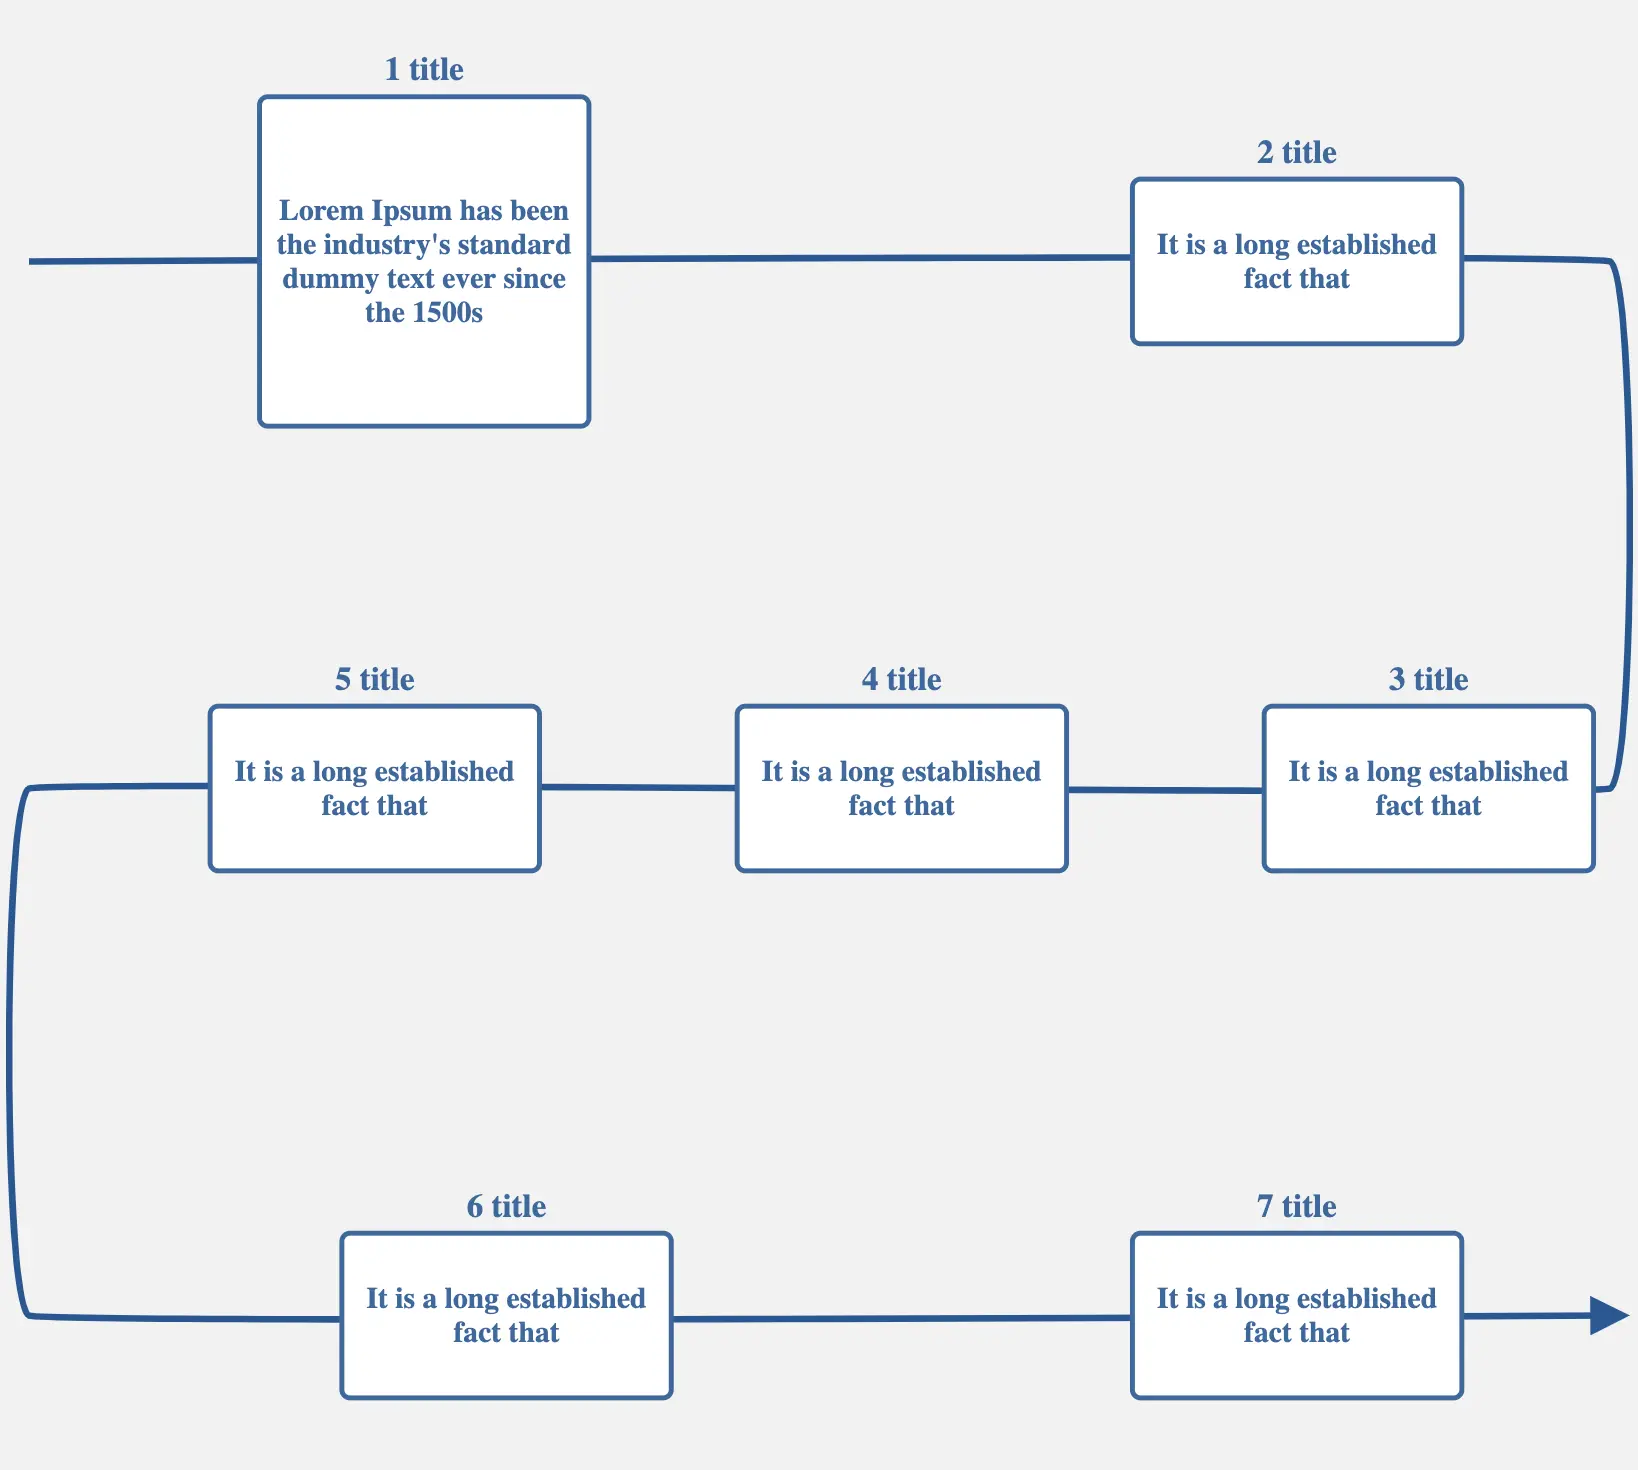 1 title
Lorem Ipsum has been
the industry's standard
dummy text ever since
the 1500s
2 title
It is a long established
fact that
3 title
It is a long established
fact that
4 title
It is a long established
fact that
5 title
It is a long established
fact that
6 title
It is a long established
fact that
7 title
It is a long established
fact that